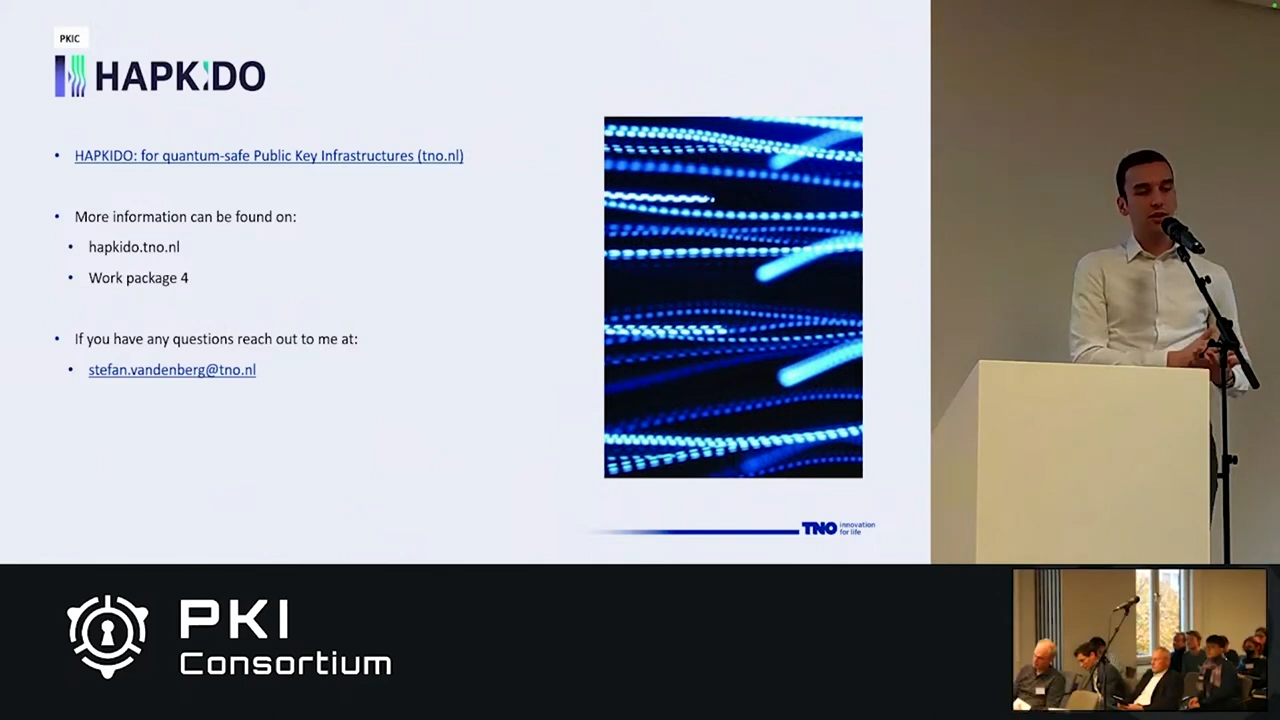 PKIC
HAPKIDO
HAPKIDO: for quantum-safe Public Key Infrastructures (tno.nl)
More information can be found on:
hapkido.tno.nl
Work package 4
If you have any questions reach out to me at:
stefan.vandenberg@tno.nl
TNO innovation
for life
PKI
Consortium